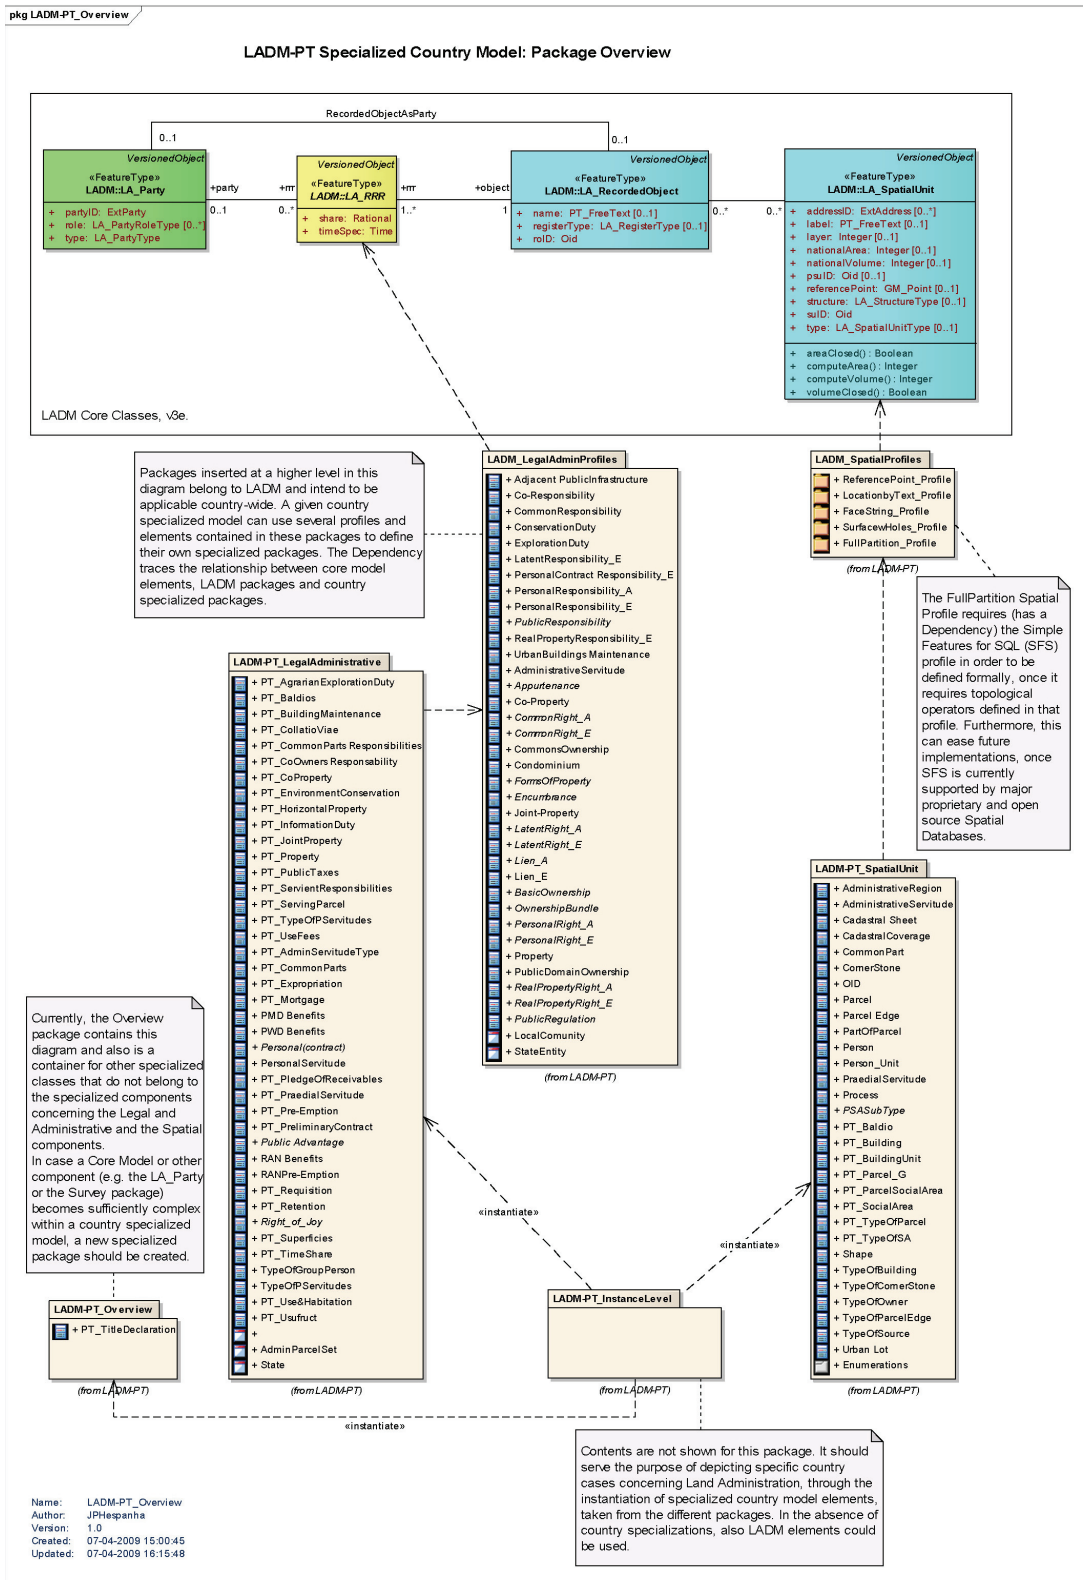 pkg LADM-PT_Overview
LADM-PT Specialized Country Model: Package Overview
RecordedObjectAsParty
0..1
0..1
VersionedObject
«FeatureType»
LADM::LA_Party
+ partyID: ExtParty
+ role: LA_PartyRoleType [0..*]
+ type: LA_PartyType
+party
0..1
+rrr
0..*
VersionedObject
«FeatureType»
LADM::LA_RRR
+ share: Rational
+ timeSpec: Time
+rrr
1..*
+object
1
VersionedObject
«FeatureType»
LADM::LA_RecordedObject
+ name: PT_FreeText [0..1]
+ registerType: LA_RegisterType [0..1]
+ roID: Oid
0..*
0..*
VersionedObject
«FeatureType»
LADM::LA_SpatialUnit
+ addressID: ExtAddress [0..*]
+ label: PT_FreeText [0..1]
+ layer: Integer [0..1]
+ nationalArea: Integer [0..1]
+ nationalVolume: Integer [0..1]
+ psuID: Oid [0..1]
+ referencePoint: GM_Point [0..1]
+ structure: LA_StructureType [0..1]
+ suID: Oid
+ type: LA_SpatialUnitType [0..1]
+ areaClosed() : Boolean
+ computeArea() : Integer
+ computeVolume() : Integer
+ volumeClosed() : Boolean
LADM Core Classes, v3e.
Packages inserted at a higher level in this
diagram belong to LADM and intend to be
applicable country-wide. A given country
specialized model can use several profiles and
elements contained in these packages to define
their own specialized packages. The Dependency
traces the relationship between core model
elements, LADM packages and country
specialized packages.
LADM_LegalAdminProfiles
+ Adjacent PublicInfrastructure
+ Co-Responsibility
+ CommonResponsibility
+ ConservationDuty
+ ExplorationDuty
+ LatentResponsibility_E
+ PersonalContract Responsibility_E
+ PersonalResponsibility_A
+ PersonalResponsibility_E
+ PublicResponsibility
+ RealPropertyResponsibility_E
+ UrbanBuildings Maintenance
+ AdministrativeServitude
+ Appurtenance
+ Co-Property
+ CommonRight_A
+ CommonRight_E
+ CommonsOwnership
+ Condominium
+ FormsOfProperty
+ Encumbrance
+ Joint-Property
+ LatentRight_A
+ LatentRight_E
+ Lien_A
+ Lien_E
+ BasicOwnership
+ OwnershipBundle
+ PersonalRight_A
+ PersonalRight_E
+ Property
+ PublicDomainOwnership
+ RealPropertyRight_A
+ RealPropertyRight_E
+ PublicRegulation
+ LocalComunity
+ StateEntity
(from LADM-PT)
LADM_SpatialProfiles
+ ReferencePoint_Profile
+ LocationbyText_Profile
+ FaceString_Profile
+ SurfacewHoles_Profile
+ FullPartition_Profile
(from LADM-PT)
The FullPartition Spatial
Profile requires (has a
Dependency) the Simple
Features for SQL (SFS)
profile in order to be
defined formally, once it
requires topological
operators defined in that
profile. Furthermore, this
can ease future
implementations, once
SFS is currently
supported by major
proprietary and open
source Spatial
Databases.
LADM-PT_LegalAdministrative
+ PT_AgrarianExplorationDuty
+ PT_Baldios
+ PT_BuildingMaintenance
+ PT_CollatioViae
+ PT_CommonParts Responsibilities
+ PT_CoOwners Responsability
+ PT_CoProperty
+ PT_EnvironmentConservation
+ PT_HorizontalProperty
+ PT_InformationDuty
+ PT_JointProperty
+ PT_Property
+ PT_PublicTaxes
+ PT_ServientResponsibilities
+ PT_ServingParcel
+ PT_TypeOfPServitudes
+ PT_UseFees
+ PT_AdminServitudeType
+ PT_CommonParts
+ PT_Expropriation
+ PT_Mortgage
+ PMD Benefits
+ PWD Benefits
+ Personal(contract)
+ PersonalServitude
+ PT_PledgeOfReceivables
+ PT_PraedialServitude
+ PT_Pre-Emption
+ PT_PreliminaryContract
+ Public Advantage
+ RAN Benefits
+ RANPre-Emption
+ PT_Requisition
+ PT_Retention
+ Right_of_Joy
+ PT_Superficies
+ PT_TimeShare
+ TypeOfGroupPerson
+ TypeOfPServitudes
+ PT_Use&Habitation
+ PT_Usufruct
+
+ AdminParcelSet
+ State
(from LADM-PT)
LADM-PT_SpatialUnit
+ AdministrativeRegion
+ AdministrativeServitude
+ Cadastral Sheet
+ CadastralCoverage
+ CommonPart
+ CornerStone
+ OID
+ Parcel
+ Parcel Edge
+ PartOfParcel
+ Person
+ Person_Unit
+ PraedialServitude
+ Process
+ PSASubType
+ PT_Baldio
+ PT_Building
+ PT_BuildingUnit
+ PT_Parcel_G
+ PT_ParcelSocialArea
+ PT_SocialArea
+ PT_TypeOfParcel
+ PT_TypeOfSA
+ Shape
+ TypeOfBuilding
+ TypeOfCornerStone
+ TypeOfOwner
+ TypeOfParcelEdge
+ TypeOfSource
+ Urban Lot
+ Enumerations
(from LADM-PT)
Currently, the Overview
package contains this
diagram and also is a
container for other specialized
classes that do not belong to
the specialized components
concerning the Legal and
Administrative and the Spatial
components.
In case a Core Model or other
component (e.g. the LA_Party
or the Survey package)
becomes sufficiently complex
within a country specialized
model, a new specialized
package should be created.
LADM-PT_Overview
+ PT_TitleDeclaration
(from LADM-PT)
«instantiate»
«instantiate»
LADM-PT_InstanceLevel
(from LADM-PT)
«instantiate»
Contents are not shown for this package. It should
serve the purpose of depicting specific country
cases concerning Land Administration, through the
instantiation of specialized country model elements,
taken from the different packages. In the absence of
country specializations, also LADM elements could
be used.
Name: LADM-PT_Overview
Author: JPHespanha
Version: 1.0
Created: 07-04-2009 15:00:45
Updated: 07-04-2009 16:15:48